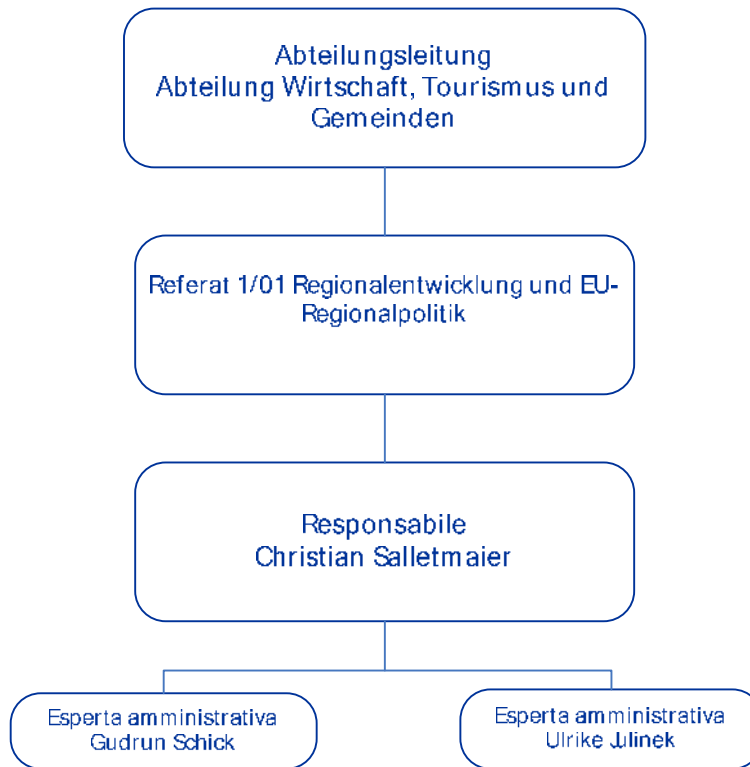 Abteilungsleitung
Abteilung Wirtschaft, Tourismus und
Gemeinden
Referat 1/01 Regionalentwicklung und EU-
Regionalpolitik
Responsabile
Christian Salletmaier
Esperta amministrativa
Gudrun Schick
Esperta amministrativa
Ulrike Julinek